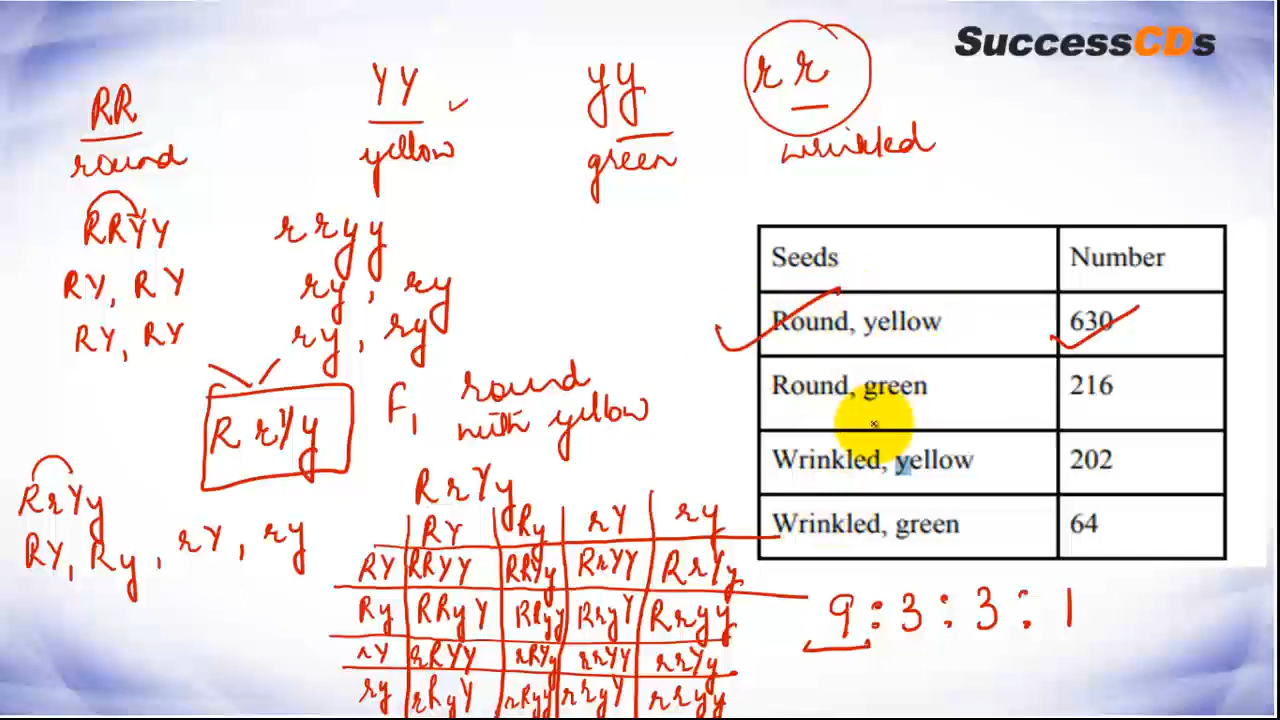 SuccessCDs
RR YY yy rr
round yellow green wrinkled
RRYY rryy
RY, RY ry, ry
RY, RY ry, ry
RrYy F1 round
with yellow
Seeds Number
Round, yellow 630
Round, green 216
Wrinkled, yellow 202
Wrinkled, green 64
RrYy
RY, Ry, rY, ry
RrYy
RY Ry rY ry
RY RRYY RRYy RrYY RrYy
Ry RRyY RRyy RryY Rryy
rY rRYY rRYy rrYY rrYy
ry rRyY rRyy rryY rryy
9 : 3 : 3 : 1